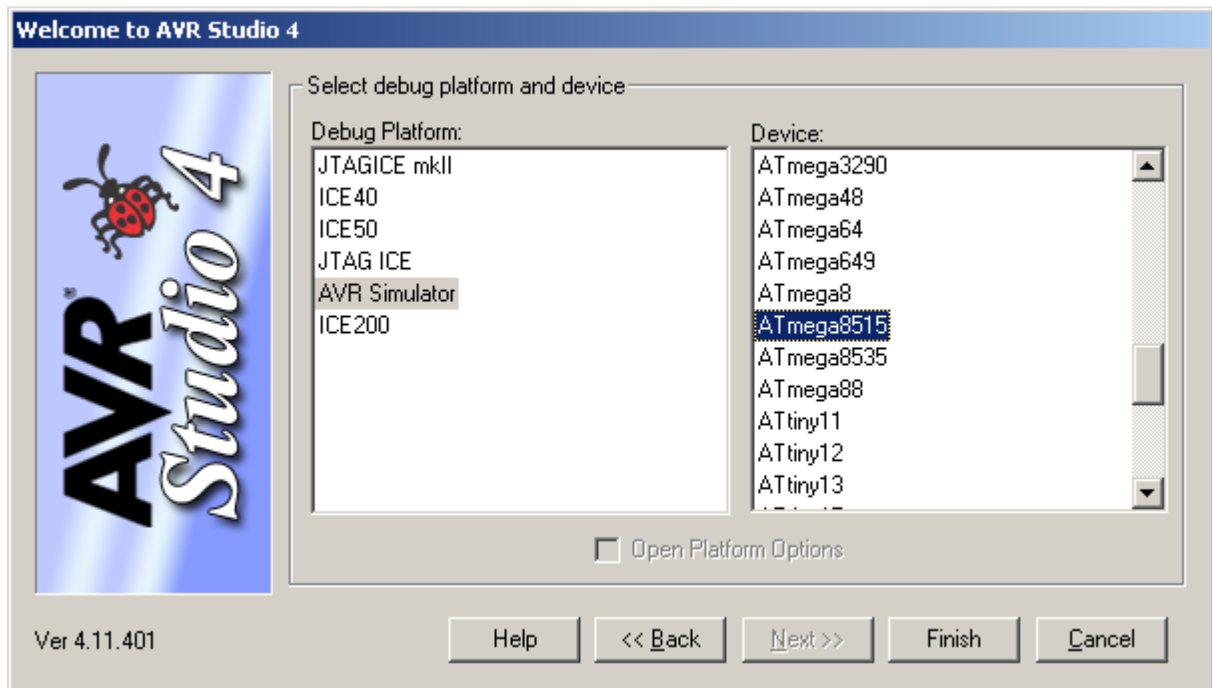 Welcome to AVR Studio 4
AVR® Studio 4
Select debug platform and device
Debug Platform:
JTAGICE mkII
ICE40
ICE50
JTAG ICE
AVR Simulator
ICE200
Device:
ATmega3290
ATmega48
ATmega64
ATmega649
ATmega8
ATmega8515
ATmega8535
ATmega88
ATtiny11
ATtiny12
ATtiny13
Open Platform Options
Ver 4.11.401
Help
<< Back
Next >>
Finish
Cancel